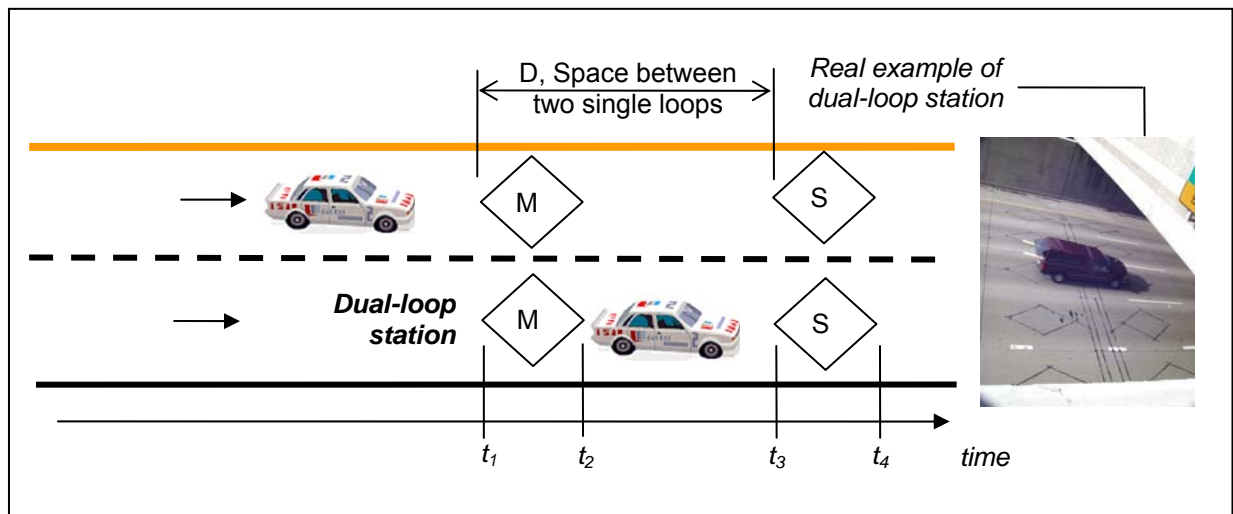 D, Space between
two single loops
Real example of
dual-loop station
M
S
Dual-loop
station
M
S
t1
t2
t3
t4
time